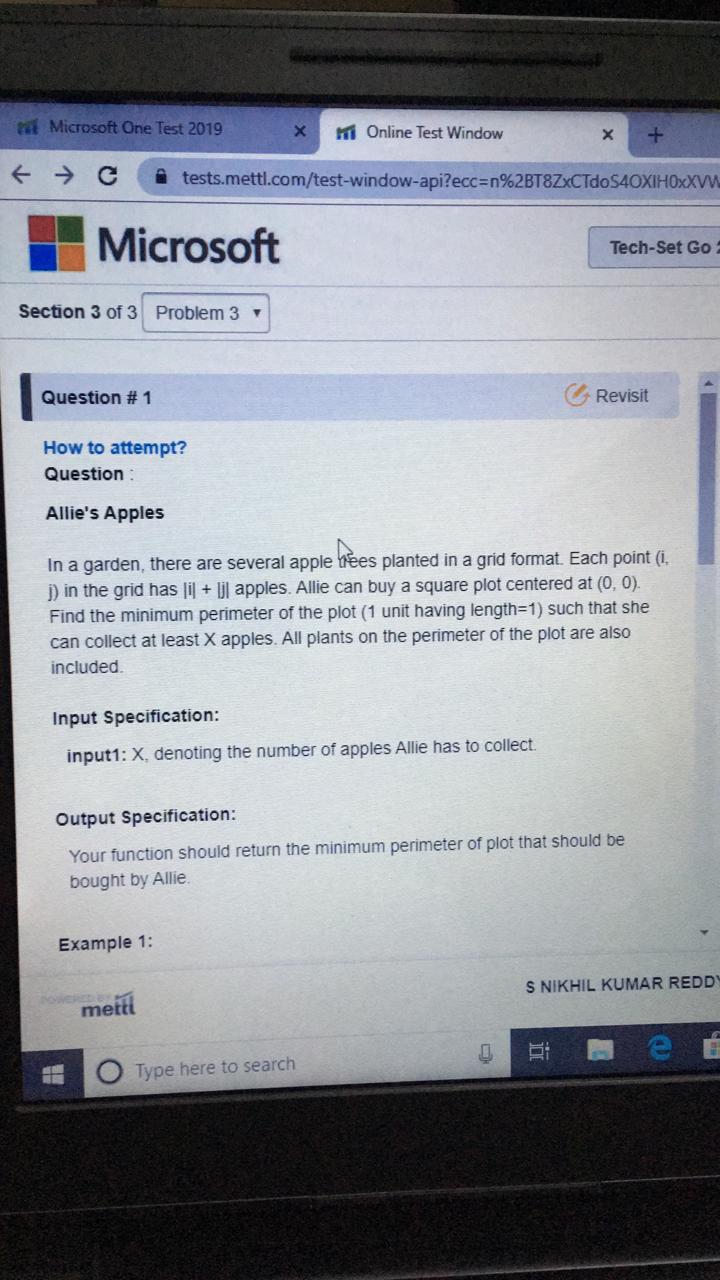 Microsoft One Test 2019
Online Test Window
tests.mettl.com/test-window-api?ecc=n%2BT8ZxCTdoS4OXIH0xXVW
Microsoft
Tech-Set Go
Section 3 of 3 Problem 3
Question # 1
Revisit
How to attempt?
Question :
Allie's Apples
In a garden, there are several apple trees planted in a grid format. Each point (i,
j) in the grid has |i| + |j| apples. Allie can buy a square plot centered at (0, 0).
Find the minimum perimeter of the plot (1 unit having length=1) such that she
can collect at least X apples. All plants on the perimeter of the plot are also
included.
Input Specification:
input1: X, denoting the number of apples Allie has to collect.
Output Specification:
Your function should return the minimum perimeter of plot that should be
bought by Allie.
Example 1:
POWERED BY
mettl
S NIKHIL KUMAR REDDY
Type here to search